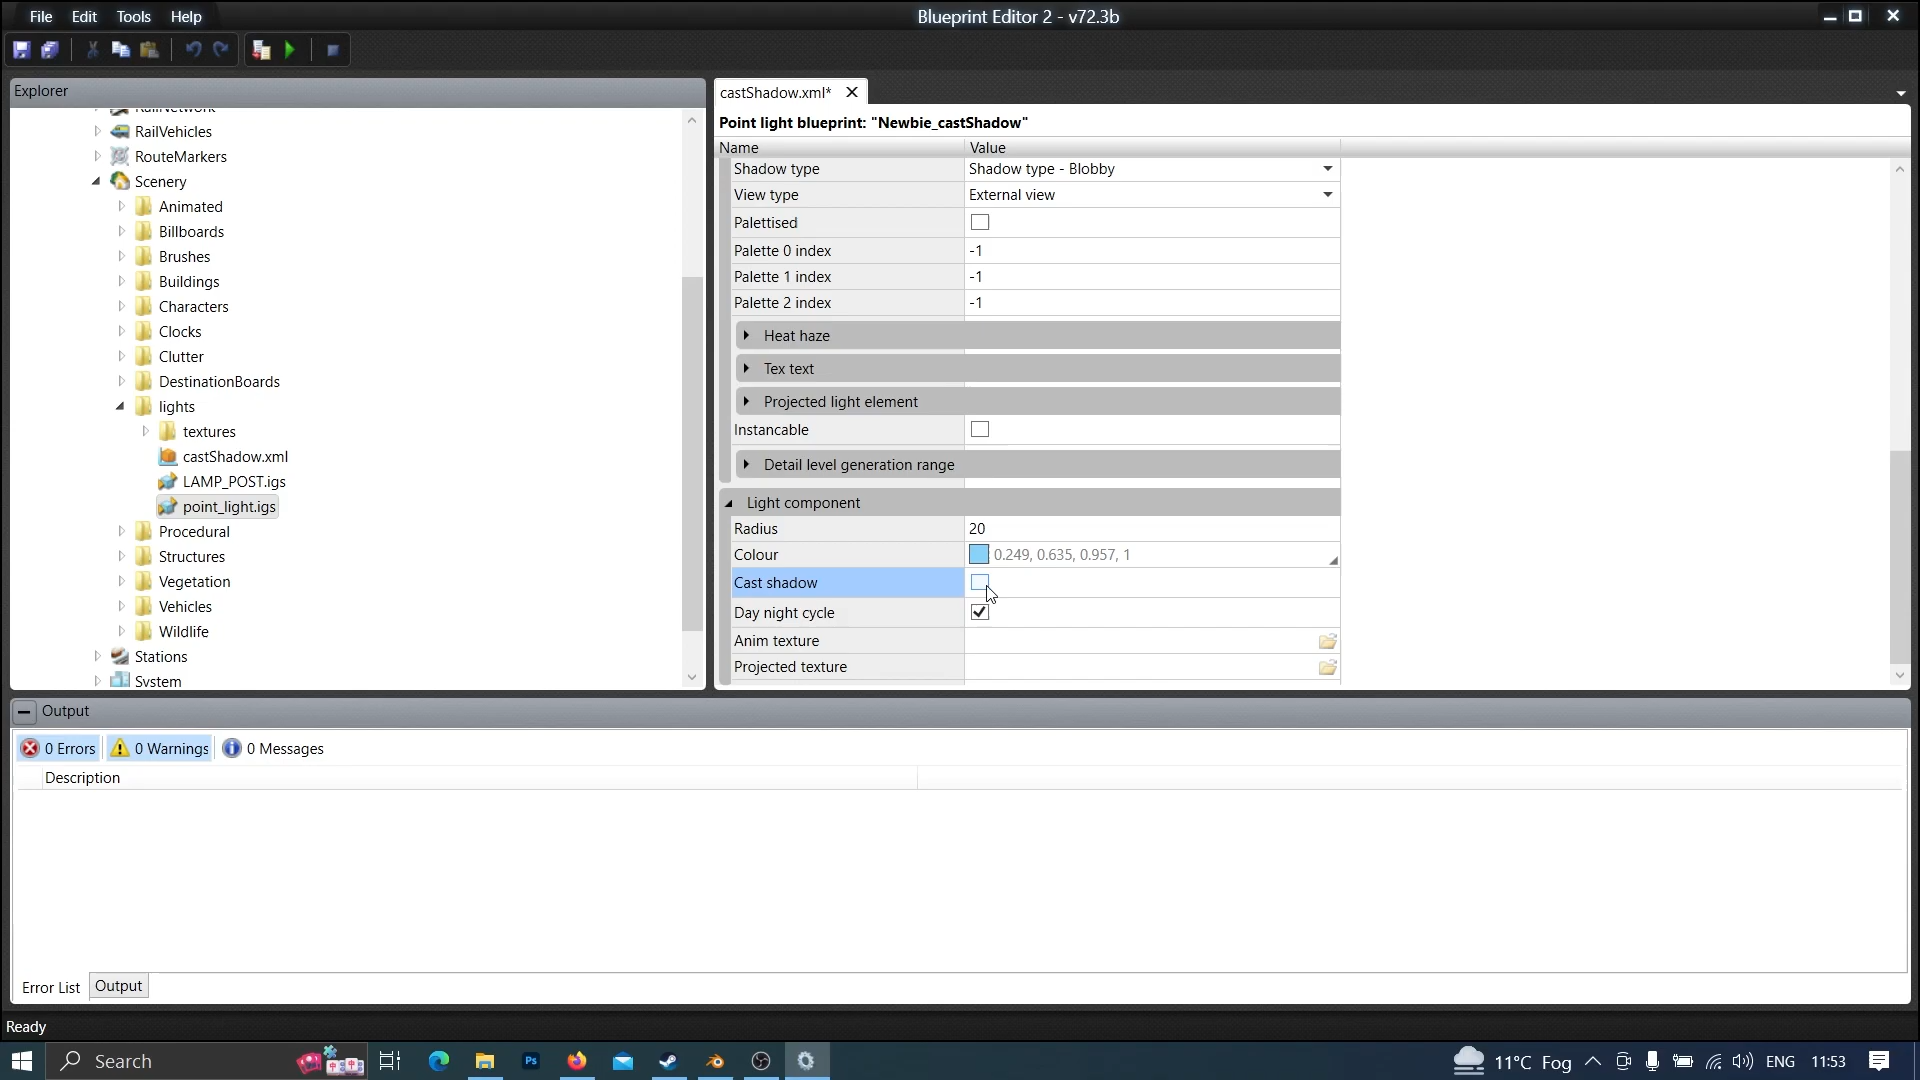 File Edit Tools Help
Blueprint Editor 2 - v72.3b
Explorer
RailNetwork
RailVehicles
RouteMarkers
Scenery
Animated
Billboards
Brushes
Buildings
Characters
Clocks
Clutter
DestinationBoards
lights
textures
castShadow.xml
LAMP_POST.igs
point_light.igs
Procedural
Structures
Vegetation
Vehicles
Wildlife
Stations
System
castShadow.xml*
Point light blueprint: "Newbie_castShadow"
Name Value
Shadow type Shadow type - Blobby
View type External view
Palettised
Palette 0 index -1
Palette 1 index -1
Palette 2 index -1
Heat haze
Tex text
Projected light element
Instancable
Detail level generation range
Light component
Radius 20
Colour 0.249, 0.635, 0.957, 1
Cast shadow
Day night cycle
Anim texture
Projected texture
Output
0 Errors 0 Warnings 0 Messages
Description
Error List Output
Ready
Search Ps 11°C Fog ENG 11:53